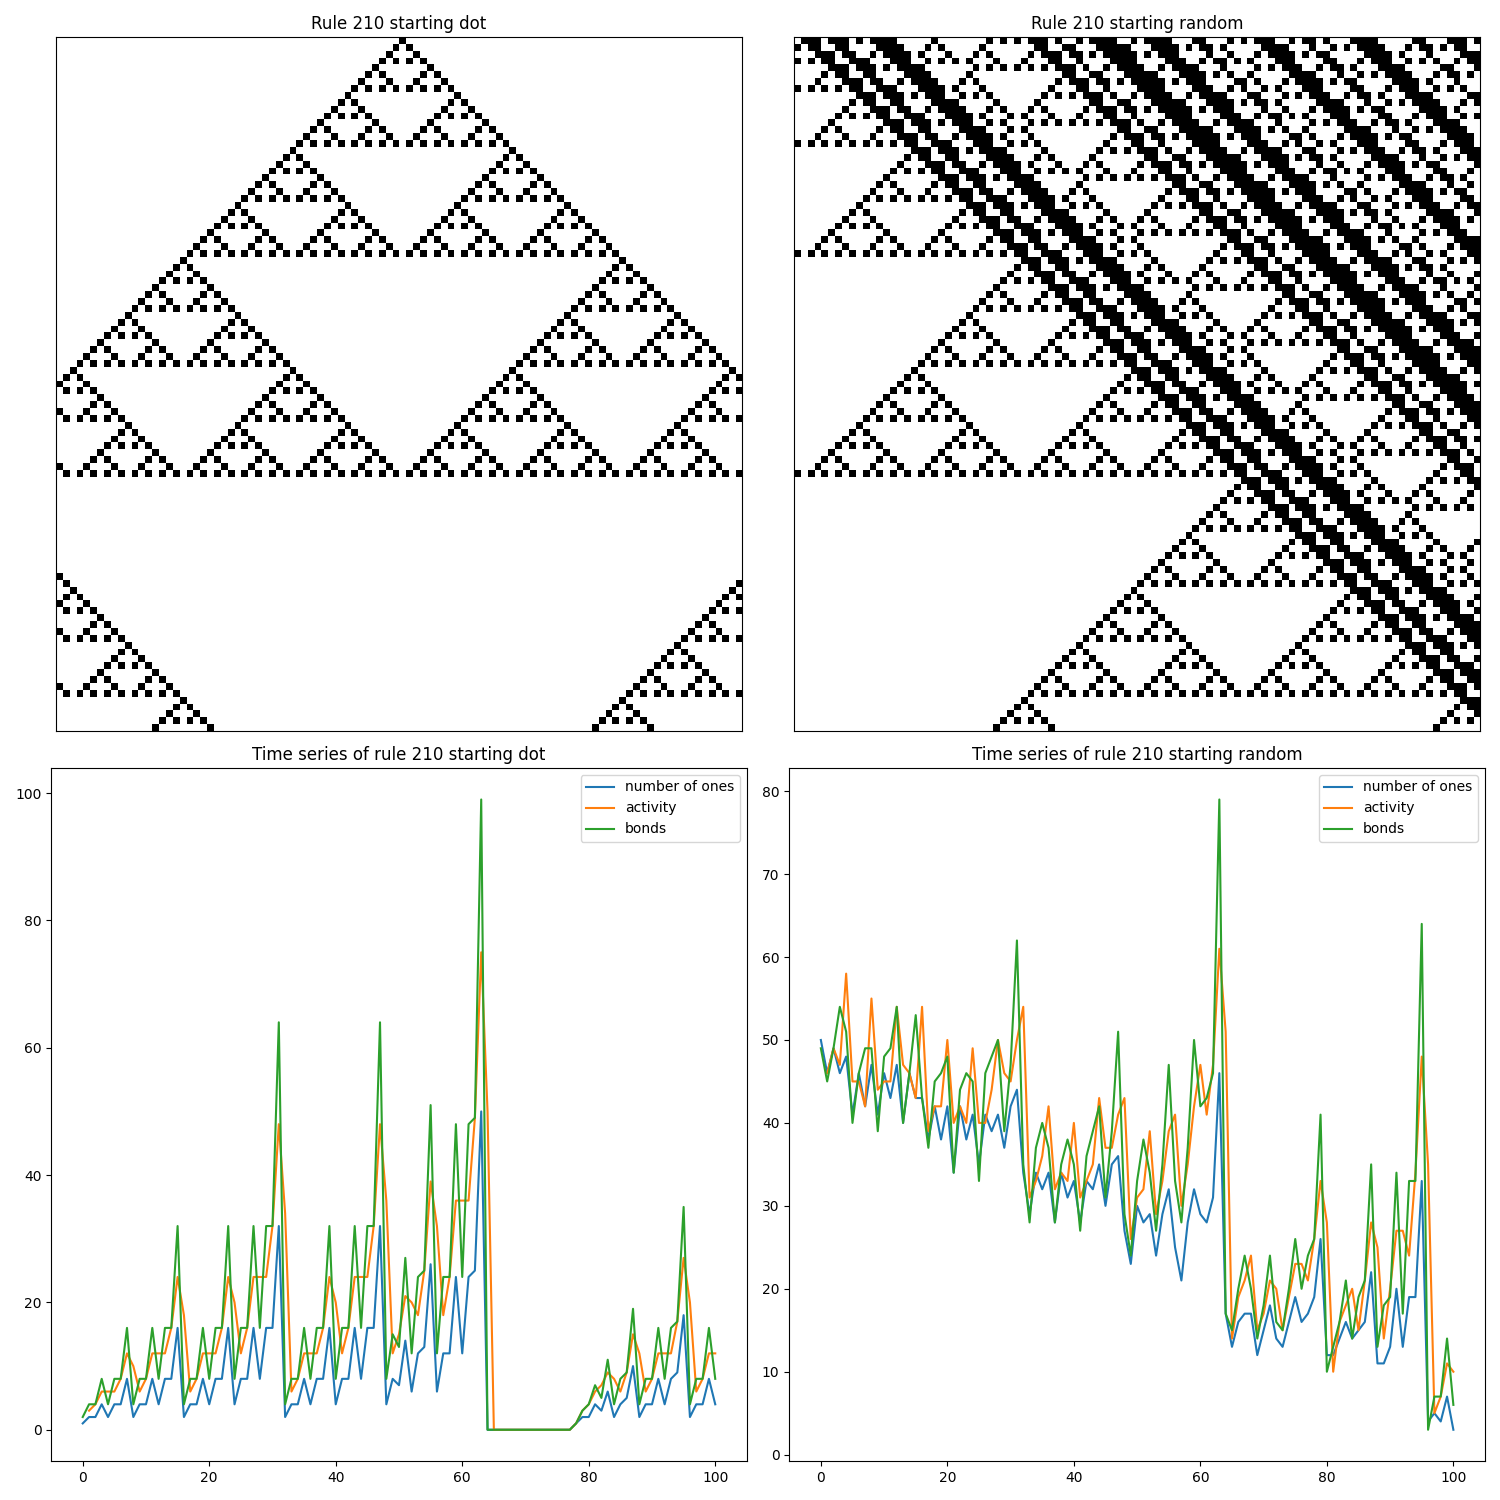 Rule 210 starting dot
Rule 210 starting random
Time series of rule 210 starting dot
100
80
60
40
20
0
number of ones
activity
bonds
0 20 40 60 80 100
Time series of rule 210 starting random
80
70
60
50
40
30
20
10
0
number of ones
activity
bonds
0 20 40 60 80 100